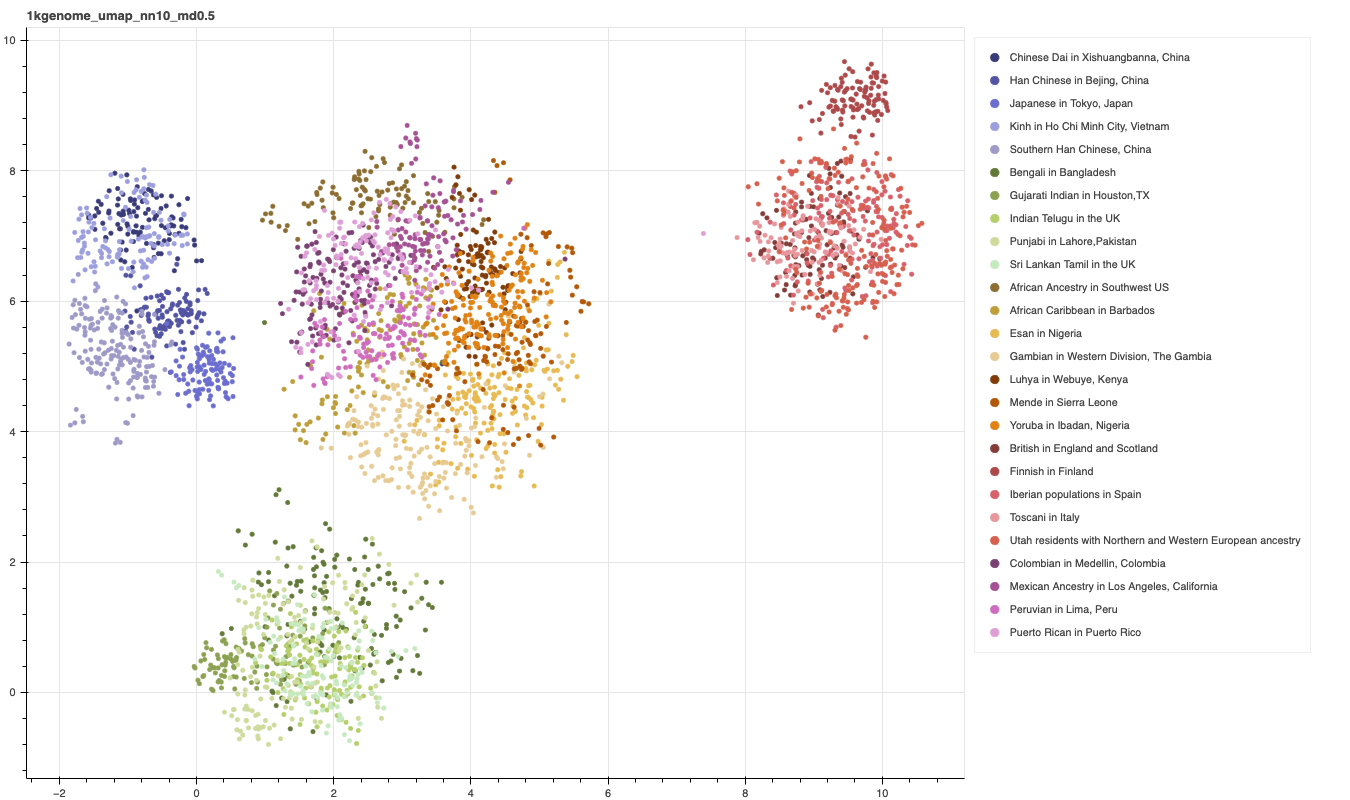 1kgenome_umap_nn10_md0.5
10
8
6
4
2
0
−2
0
2
4
6
8
10
Chinese Dai in Xishuangbanna, China
Han Chinese in Bejing, China
Japanese in Tokyo, Japan
Kinh in Ho Chi Minh City, Vietnam
Southern Han Chinese, China
Bengali in Bangladesh
Gujarati Indian in Houston,TX
Indian Telugu in the UK
Punjabi in Lahore,Pakistan
Sri Lankan Tamil in the UK
African Ancestry in Southwest US
African Caribbean in Barbados
Esan in Nigeria
Gambian in Western Division, The Gambia
Luhya in Webuye, Kenya
Mende in Sierra Leone
Yoruba in Ibadan, Nigeria
British in England and Scotland
Finnish in Finland
Iberian populations in Spain
Toscani in Italy
Utah residents with Northern and Western European ancestry
Colombian in Medellin, Colombia
Mexican Ancestry in Los Angeles, California
Peruvian in Lima, Peru
Puerto Rican in Puerto Rico